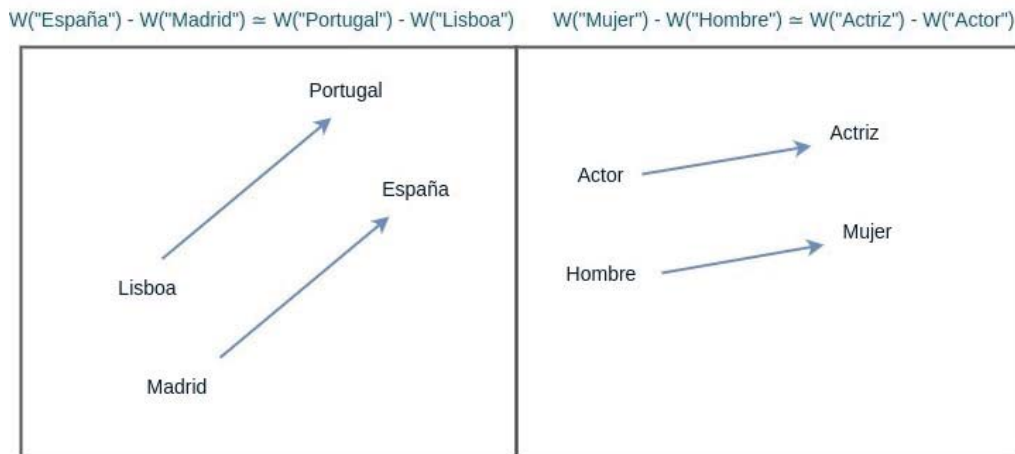 W("España") - W("Madrid") ≃ W("Portugal") - W("Lisboa")
W("Mujer") - W("Hombre") ≃ W("Actriz") - W("Actor")
Portugal
España
Lisboa
Madrid
Actriz
Actor
Mujer
Hombre